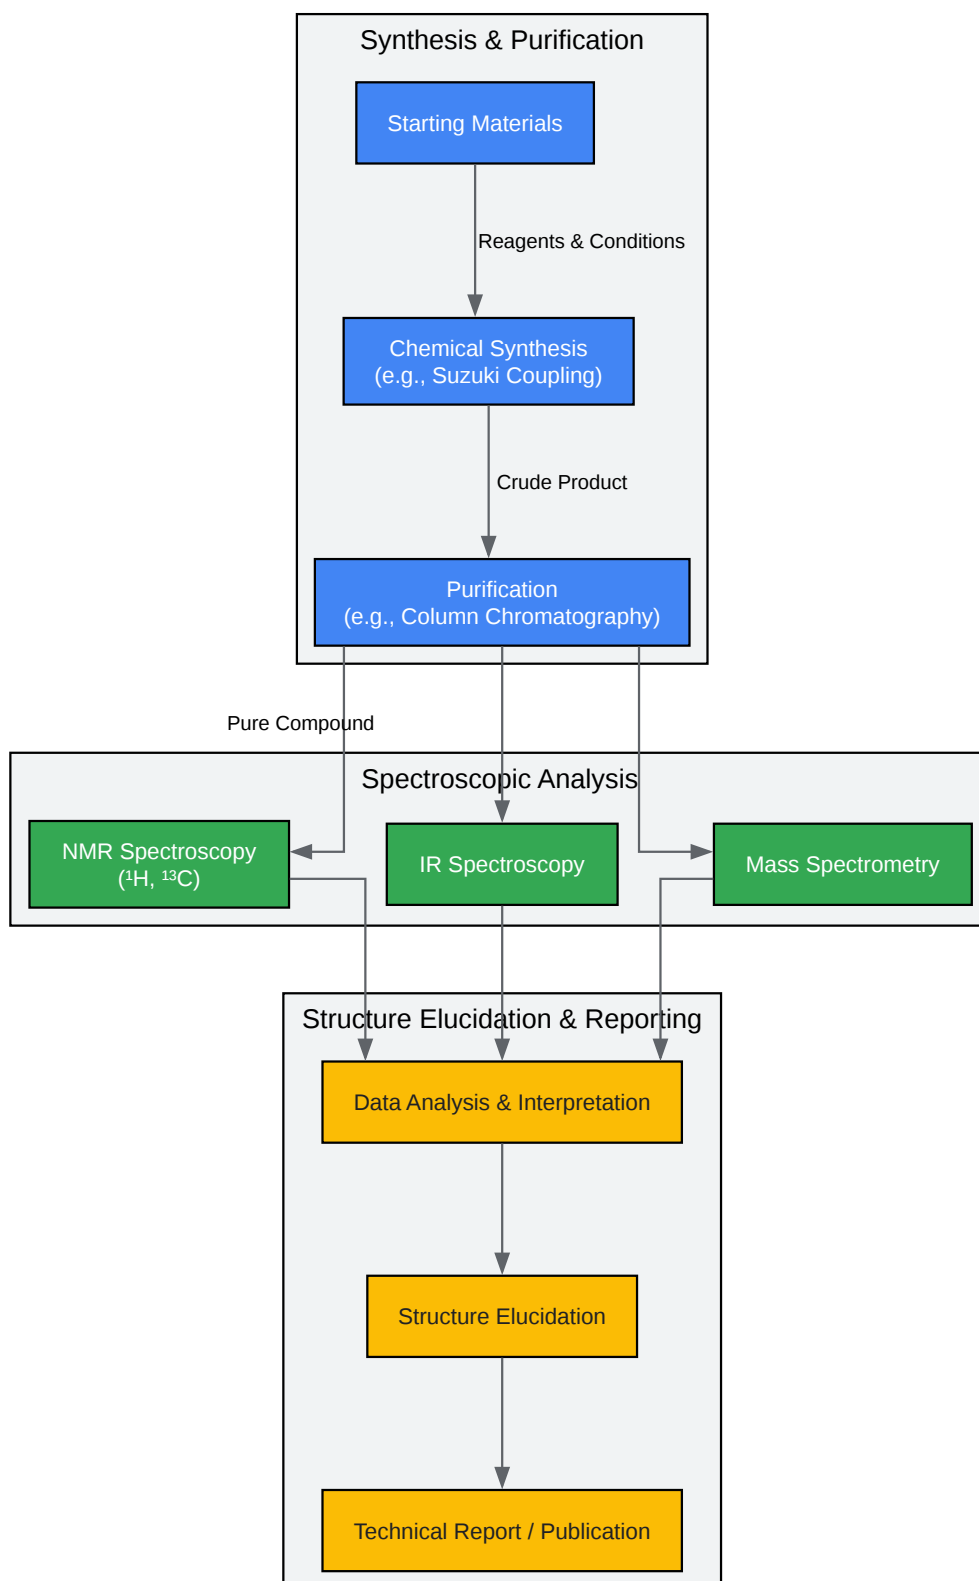 Synthesis & Purification
Starting Materials
Reagents & Conditions
Chemical Synthesis
(e.g., Suzuki Coupling)
Crude Product
Purification
(e.g., Column Chromatography)
Pure Compound
Spectroscopic Analysis
NMR Spectroscopy
(¹H, ¹³C)
IR Spectroscopy
Mass Spectrometry
Structure Elucidation & Reporting
Data Analysis & Interpretation
Structure Elucidation
Technical Report / Publication